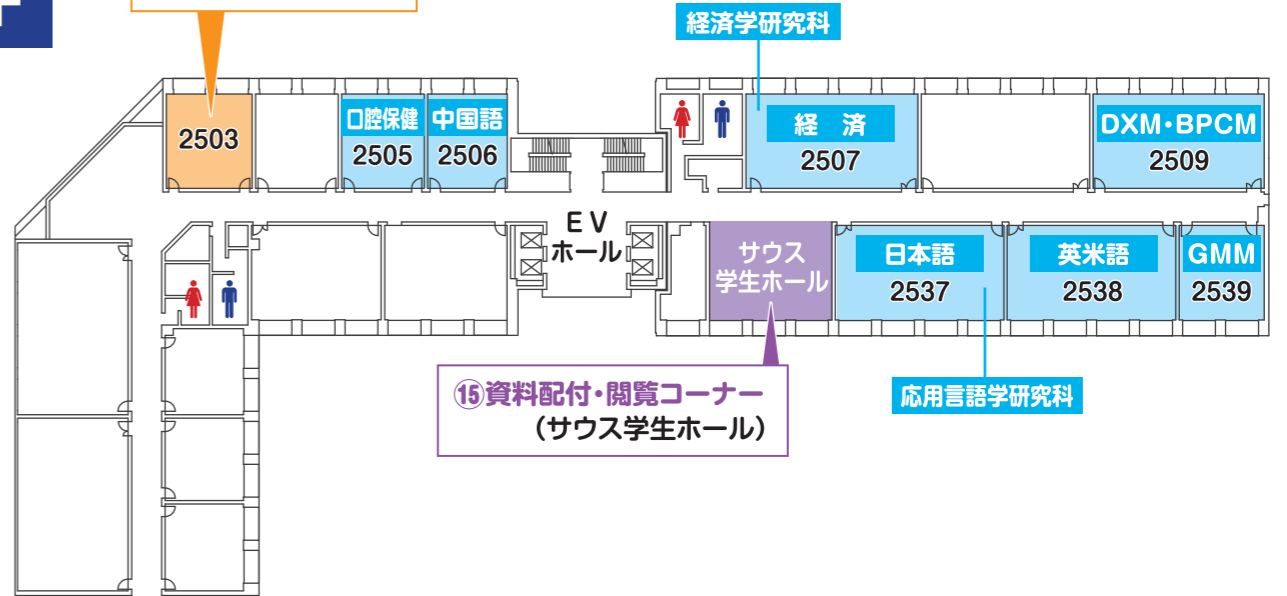 経済学研究科
2503
口腔保健
2505
中国語
2506
経 済
2507
DXM・BPCM
2509
EV
ホール
サウス
学生ホール
日本語
2537
英米語
2538
GMM
2539
⑮資料配付・閲覧コーナー
（サウス学生ホール）
応用言語学研究科